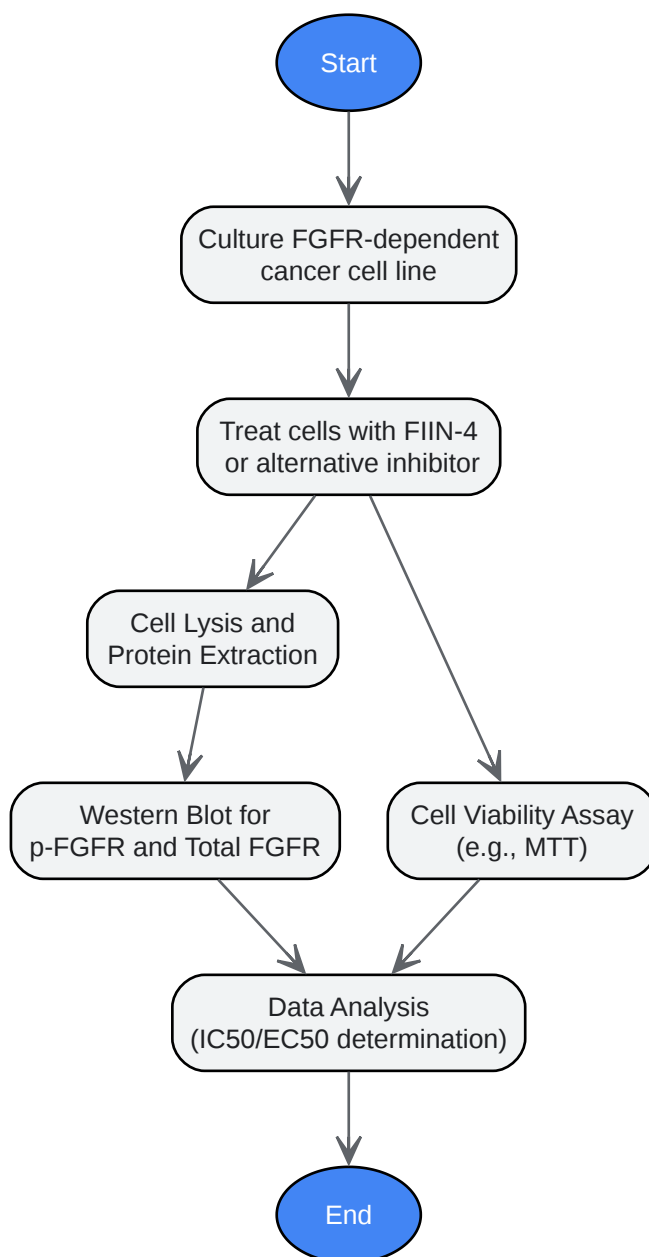 Start
Culture FGFR-dependent
cancer cell line
Treat cells with FIIN-4
or alternative inhibitor
Cell Lysis and
Protein Extraction
Western Blot for
p-FGFR and Total FGFR
Cell Viability Assay
(e.g., MTT)
Data Analysis
(IC50/EC50 determination)
End